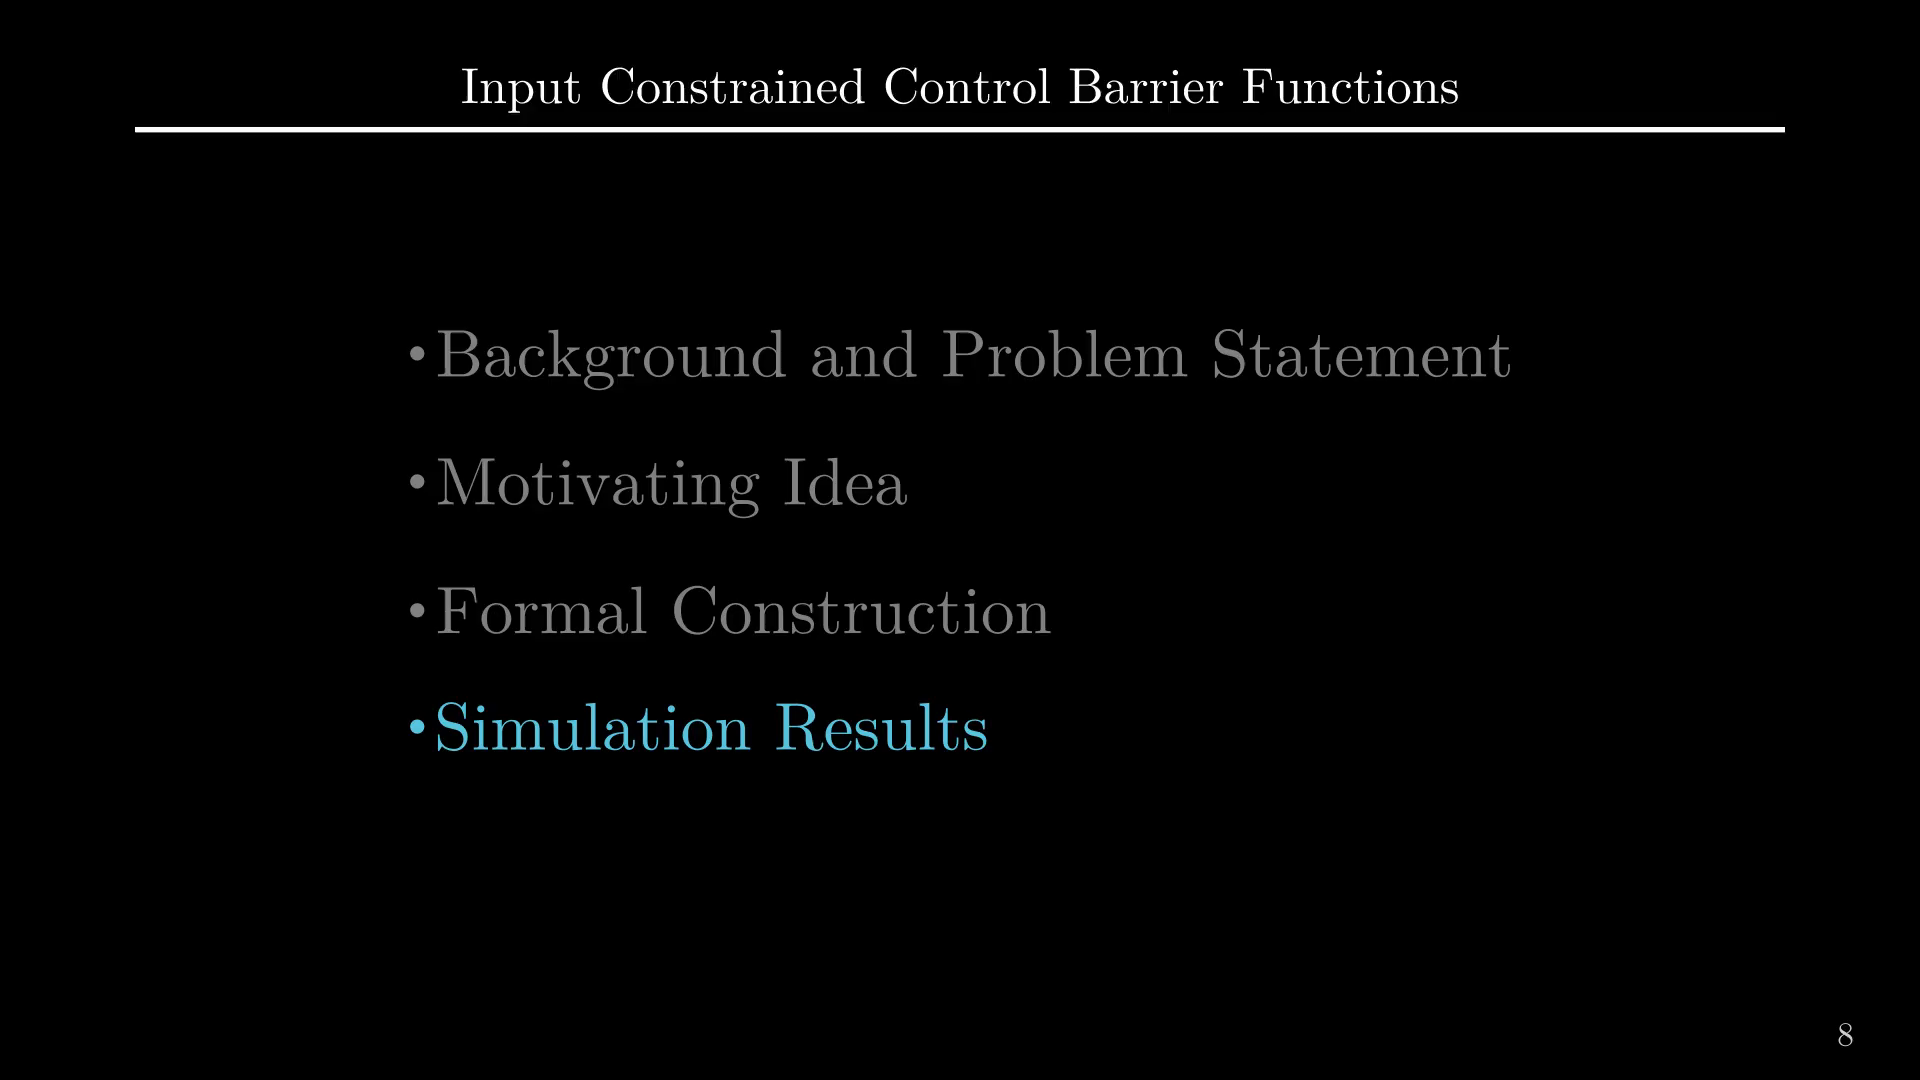 Input Constrained Control Barrier Functions
• Background and Problem Statement
• Motivating Idea
• Formal Construction
• Simulation Results
8